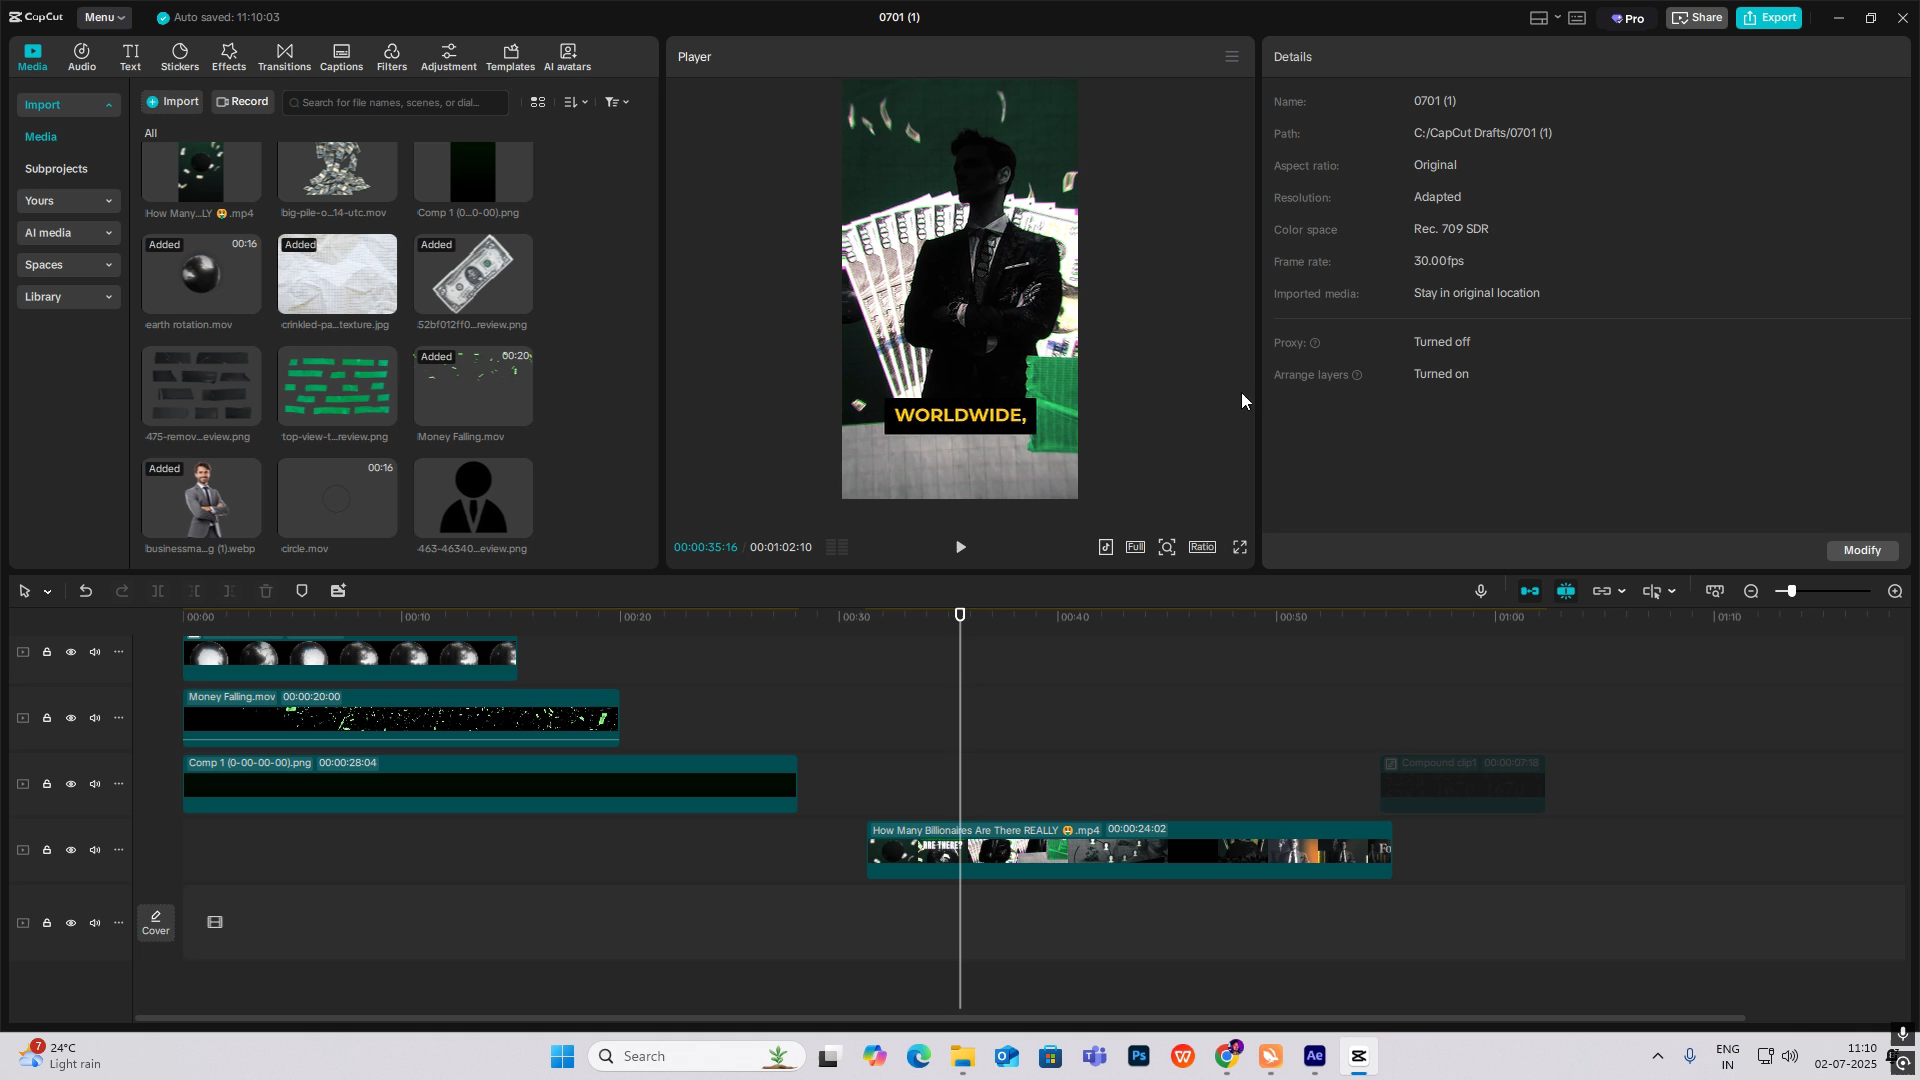 CapCut
Menu
Auto saved: 11:10:03
0701 (1)
Pro
Share
Export
Media
Audio
Text
Stickers
Effects
Transitions
Captions
Filters
Adjustment
Templates
AI avatars
Import
Media
Subprojects
Yours
AI media
Spaces
Library
Import
Record
Search for file names, scenes, or dial...
All
How Many...LY 🤑.mp4
big-pile-o...14-utc.mov
Comp 1 (0...0-00).png
Added
00:16
Added
Added
earth rotation.mov
crinkled-pa...texture.jpg
52bf012ff0...review.png
Added
00:20
475-remov...eview.png
top-view-t...review.png
Money Falling.mov
Added
00:16
businessma...g (1).webp
circle.mov
463-46340...eview.png
Player
WORLDWIDE,
00:00:35:16 / 00:01:02:10
Full
Ratio
Details
Name:
0701 (1)
Path:
C:/CapCut Drafts/0701 (1)
Aspect ratio:
Original
Resolution:
Adapted
Color space
Rec. 709 SDR
Frame rate:
30.00fps
Imported media:
Stay in original location
Proxy:
Turned off
Arrange layers
Turned on
Modify
00:00
00:10
00:20
00:30
00:40
00:50
01:00
01:10
Money Falling.mov 00:00:20:00
Comp 1 (0-00-00-00).png 00:00:28:04
Compound clip1 00:00:07:18
How Many Billionaires Are There REALLY 🤑.mp4 00:00:24:02
ARE THERE?
Fo
Cover
7
24°C
Light rain
Search
Ps
Ae
ENG
IN
11:10
02-07-2025